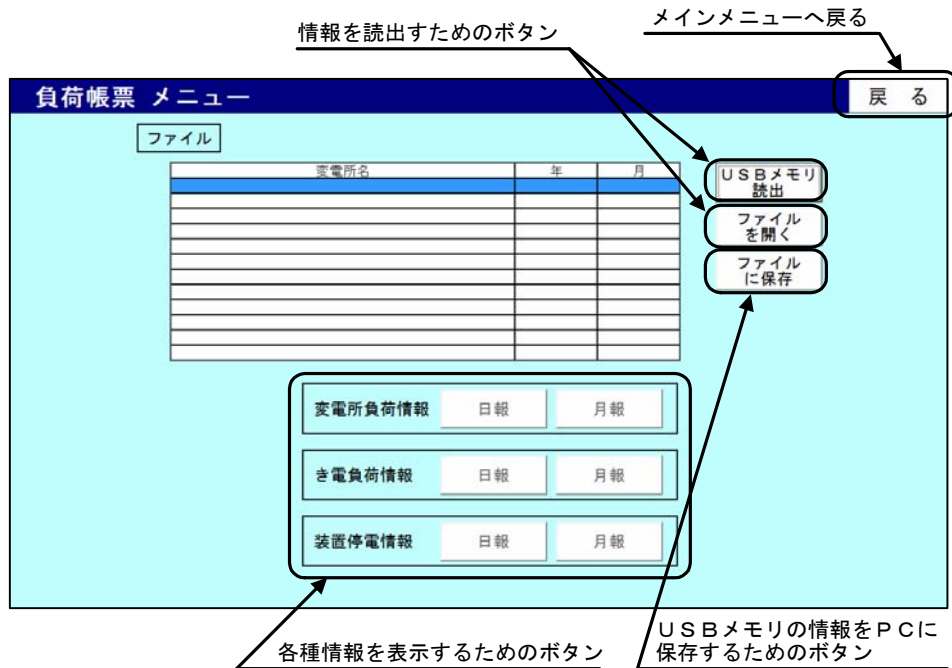 メインメニューへ戻る
情報を読出すためのボタン
負荷帳票 メニュー
戻 る
ファイル
変電所名 年 月
USBメモリ
読出
ファイル
を開く
ファイル
に保存
変電所負荷情報 日報 月報
き電負荷情報 日報 月報
装置停電情報 日報 月報
各種情報を表示するためのボタン
USBメモリの情報をPCに
保存するためのボタン